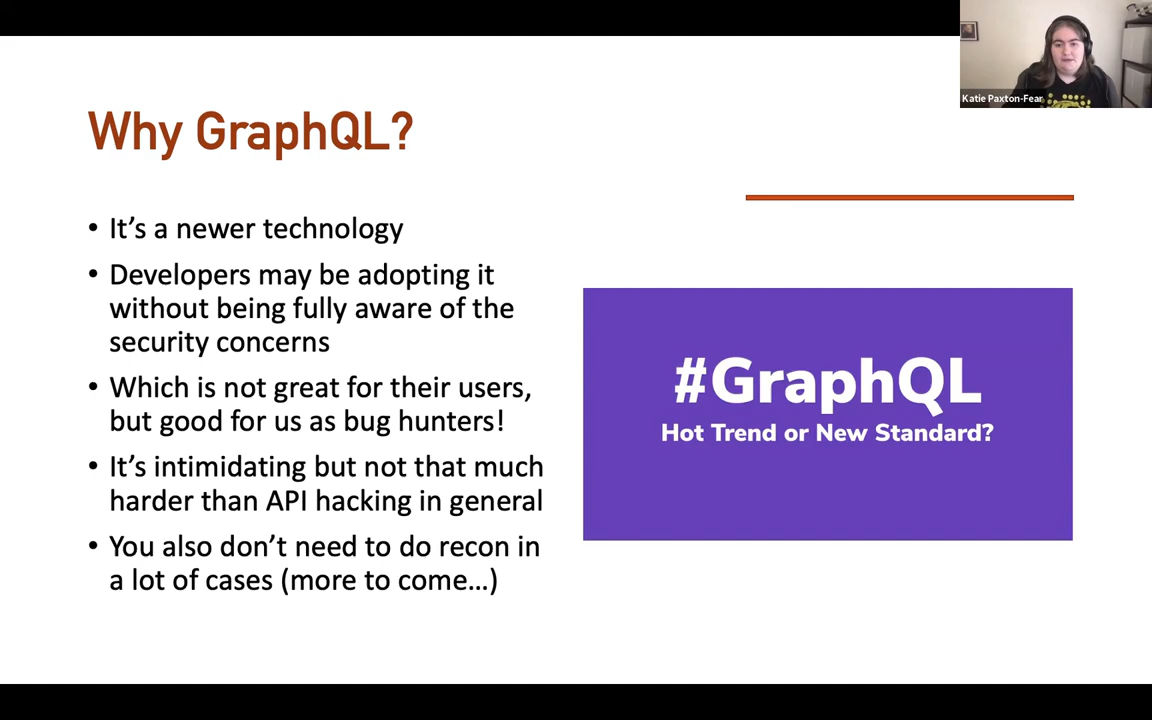 Katie Paxton-Fear
Why GraphQL?
• It's a newer technology
• Developers may be adopting it
without being fully aware of the
security concerns
• Which is not great for their users,
but good for us as bug hunters!
• It's intimidating but not that much
harder than API hacking in general
• You also don't need to do recon in
a lot of cases (more to come...)
#GraphQL
Hot Trend or New Standard?